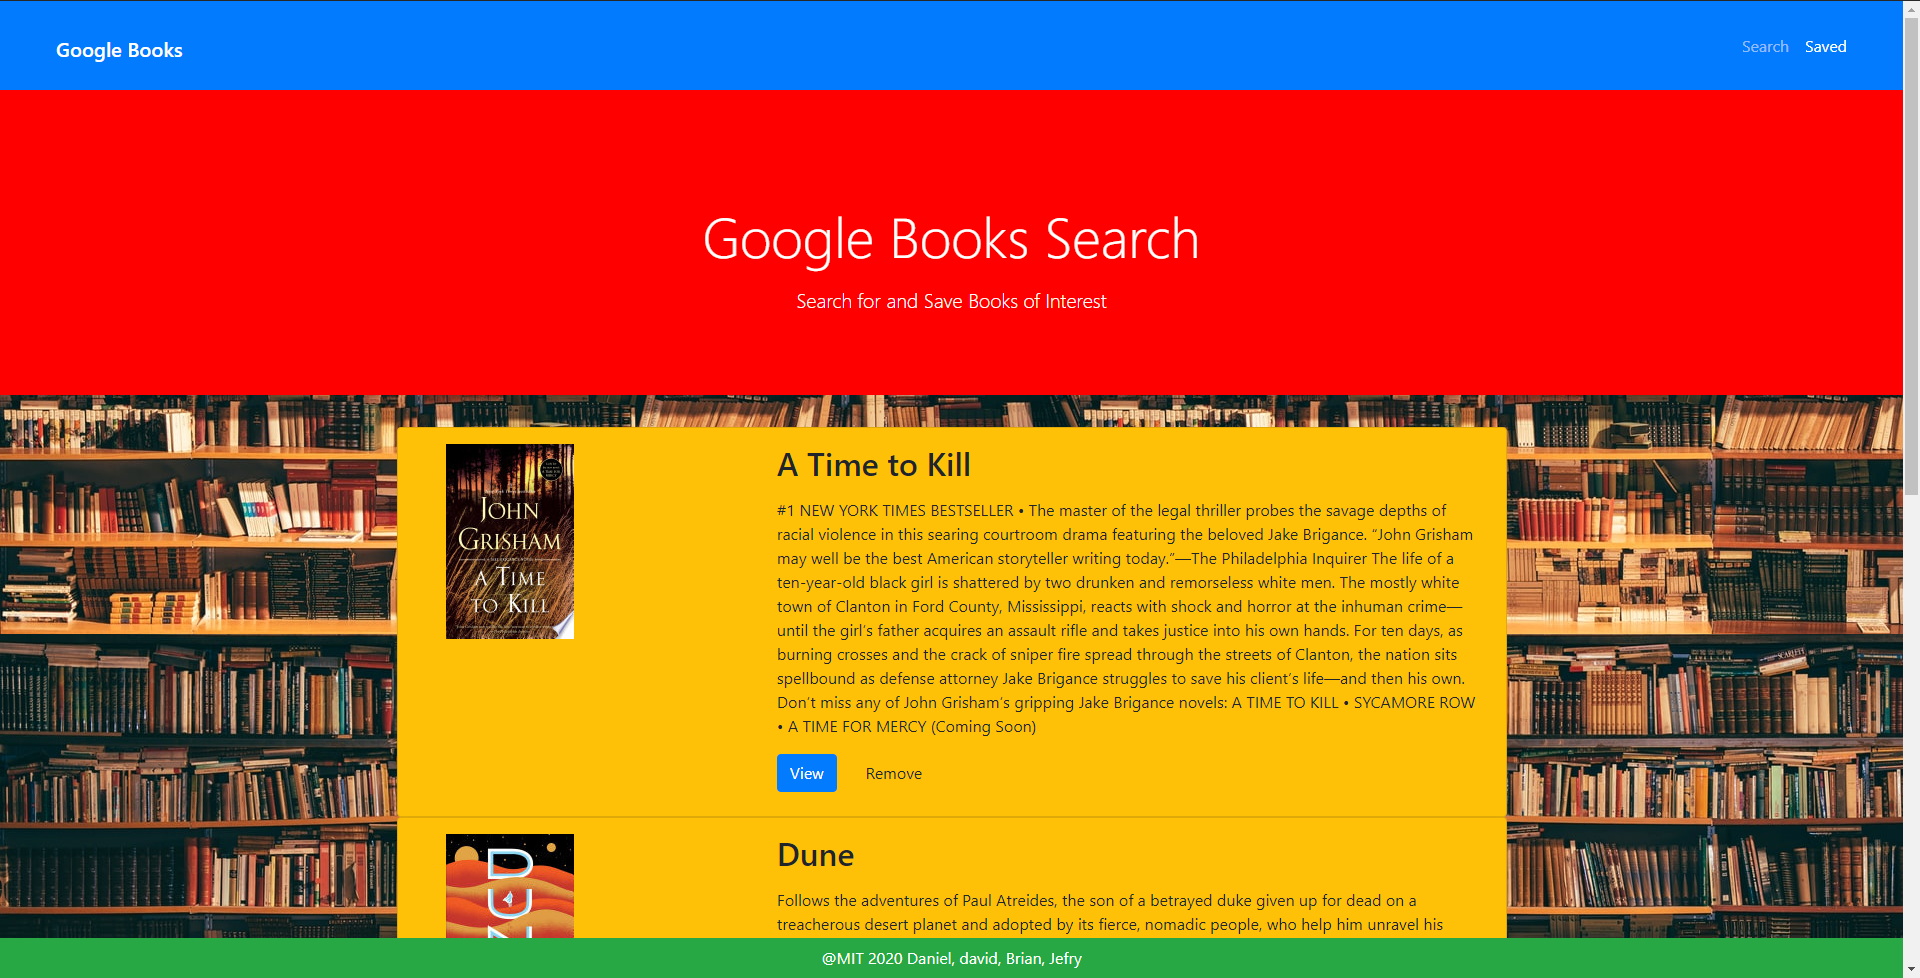 Google Books
Search Saved
Google Books Search
Search for and Save Books of Interest
JOHN
GRISHAM
A TIME
TO KILL
A Time to Kill
#1 NEW YORK TIMES BESTSELLER • The master of the legal thriller probes the savage depths of
racial violence in this searing courtroom drama featuring the beloved Jake Brigance. “John Grisham
may well be the best American storyteller writing today.”—The Philadelphia Inquirer The life of a
ten-year-old black girl is shattered by two drunken and remorseless white men. The mostly white
town of Clanton in Ford County, Mississippi, reacts with shock and horror at the inhuman crime—
until the girl’s father acquires an assault rifle and takes justice into his own hands. For ten days, as
burning crosses and the crack of sniper fire spread through the streets of Clanton, the nation sits
spellbound as defense attorney Jake Brigance struggles to save his client’s life—and then his own.
Don’t miss any of John Grisham’s gripping Jake Brigance novels: A TIME TO KILL • SYCAMORE ROW
• A TIME FOR MERCY (Coming Soon)
View Remove
Dune
Follows the adventures of Paul Atreides, the son of a betrayed duke given up for dead on a
treacherous desert planet and adopted by its fierce, nomadic people, who help him unravel his
@MIT 2020 Daniel, david, Brian, Jefry